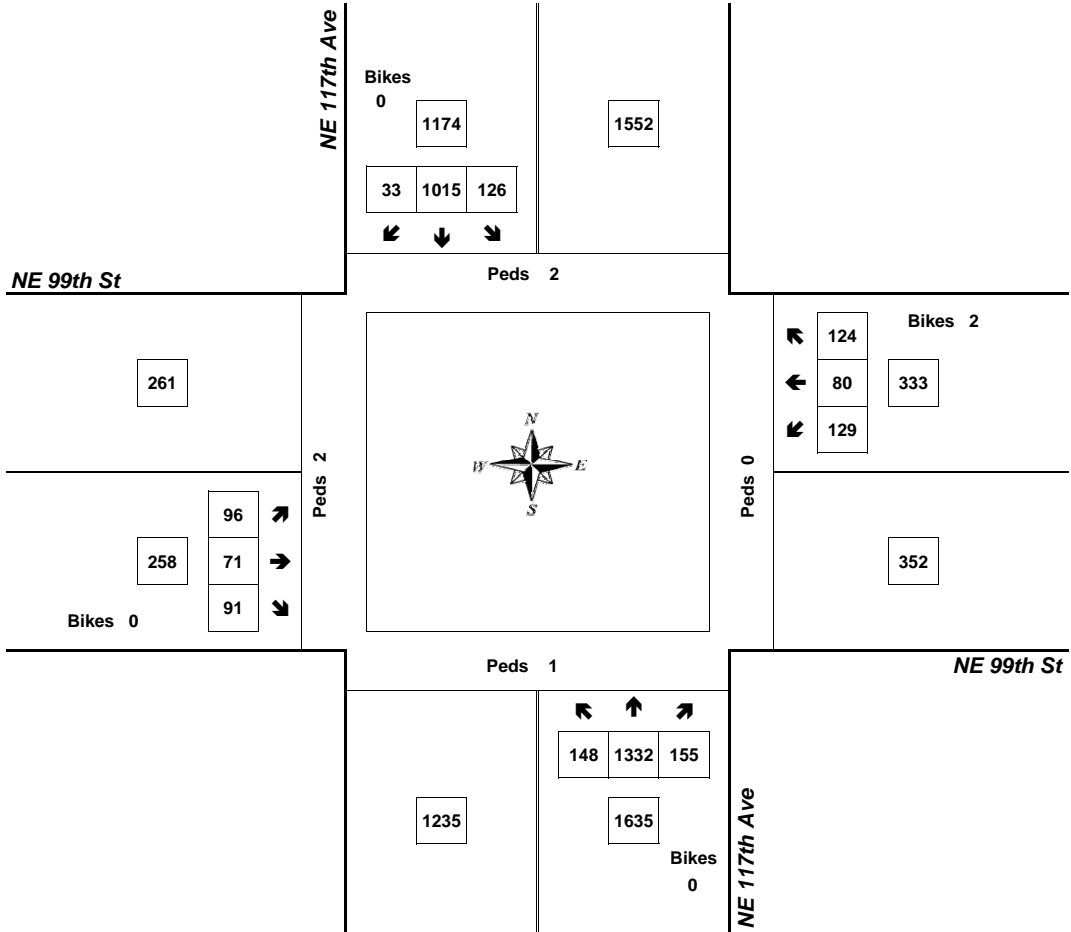 NE 117th Ave
Bikes
0
1174
1552
33 1015 126
Peds 2
NE 99th St
Bikes 2
124
261
80 333
129
N
W E
S
Peds 2
Peds 0
96
258 71
352
91
Bikes 0
Peds 1
NE 99th St
148 1332 155
1235
1635
NE 117th Ave
Bikes
0